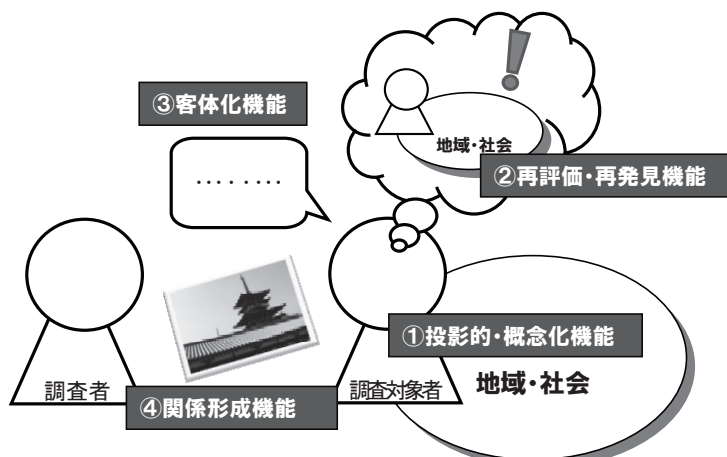 ③客体化機能
地域・社会
②再評価・再発見機能
‥‥‥‥
①投影的・概念化機能
地域・社会
調査者
④関係形成機能
調査対象者